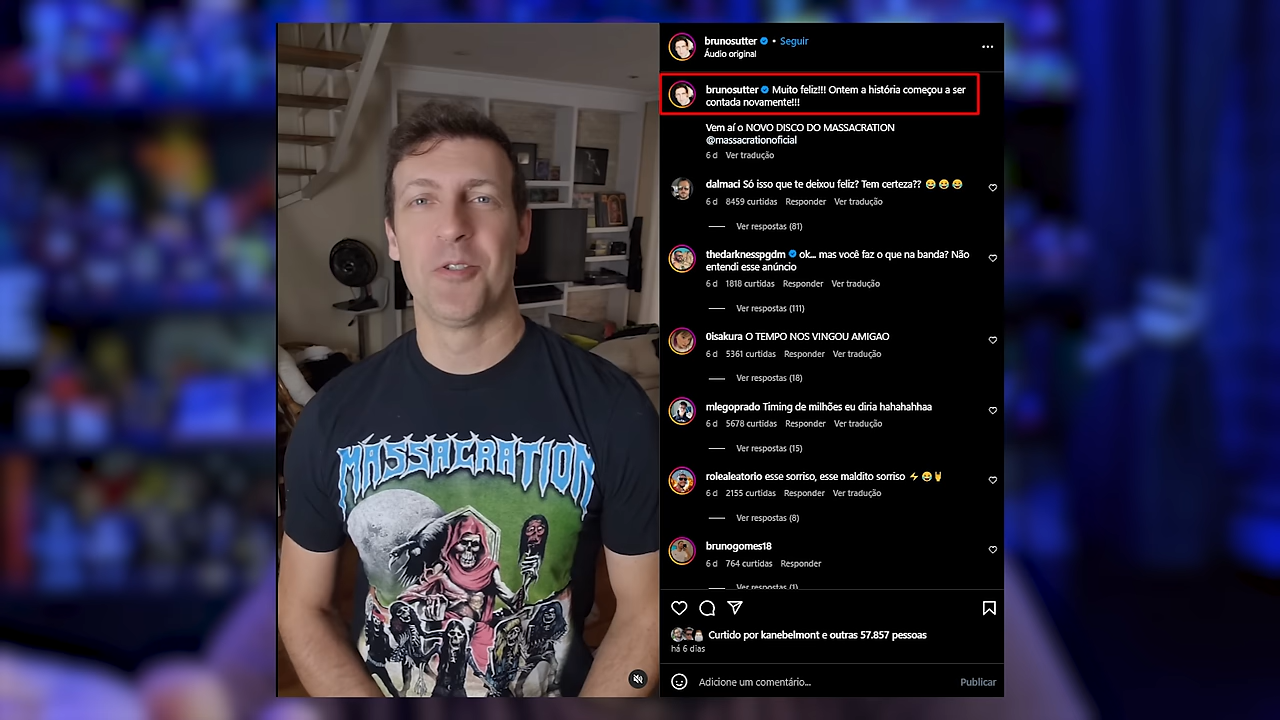 brunosutter • Seguir
Áudio original
brunosutter Muito feliz!!! Ontem a história começou a ser
contada novamente!!!
Vem aí o NOVO DISCO DO MASSACRATION
@massacrationoficial
6 d Ver tradução
dalmaci Só isso que te deixou feliz? Tem certeza?? 😂😂😂
6 d 8459 curtidas Responder Ver tradução
Ver respostas (81)
thedarknesspgdm ok... mas você faz o que na banda? Não
entendi esse anúncio
6 d 1818 curtidas Responder Ver tradução
Ver respostas (111)
0isakura O TEMPO NOS VINGOU AMIGAO
6 d 5361 curtidas Responder Ver tradução
Ver respostas (18)
mlegoprado Timing de milhões eu diria hahahahhaa
6 d 5678 curtidas Responder Ver tradução
Ver respostas (15)
rolealeatorio esse sorriso, esse maldito sorriso ⚡😂🤘
6 d 2155 curtidas Responder Ver tradução
Ver respostas (8)
brunogomes18
6 d 764 curtidas Responder
Ver respostas (1)
Curtido por kanebelmont e outras 57.857 pessoas
há 6 dias
Adicione um comentário... Publicar
MASSACRATION